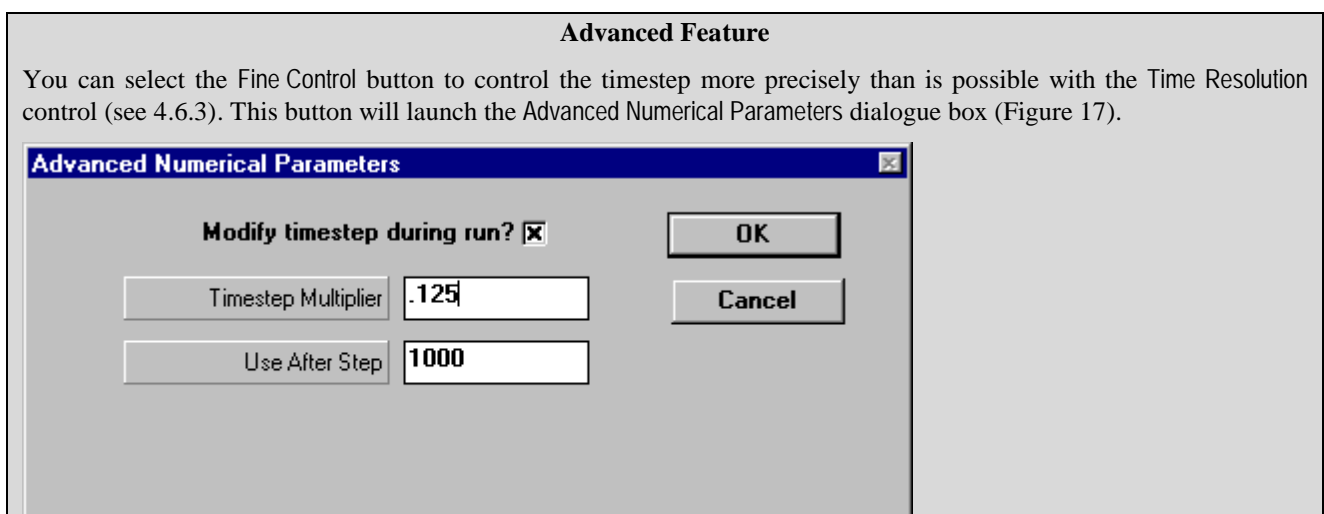 Advanced Feature
You can select the Fine Control button to control the timestep more precisely than is possible with the Time Resolution
control (see 4.6.3). This button will launch the Advanced Numerical Parameters dialogue box (Figure 17).
Advanced Numerical Parameters
Modify timestep during run?
OK
Timestep Multiplier .125
Cancel
Use After Step 1000